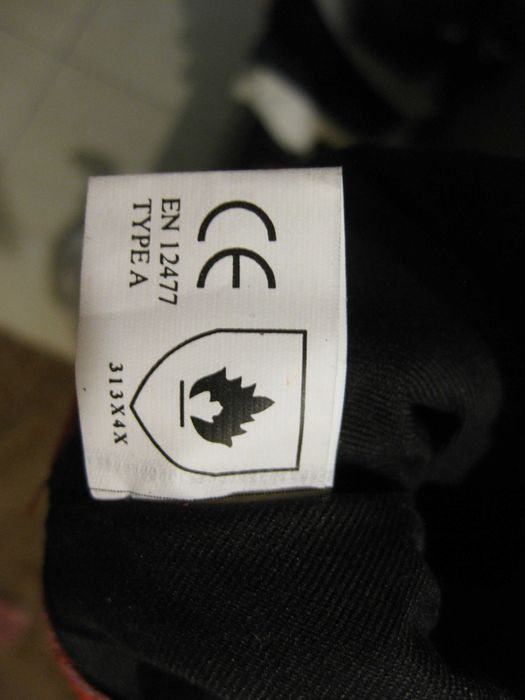 CE
EN 12477
TYPE A
313X4X